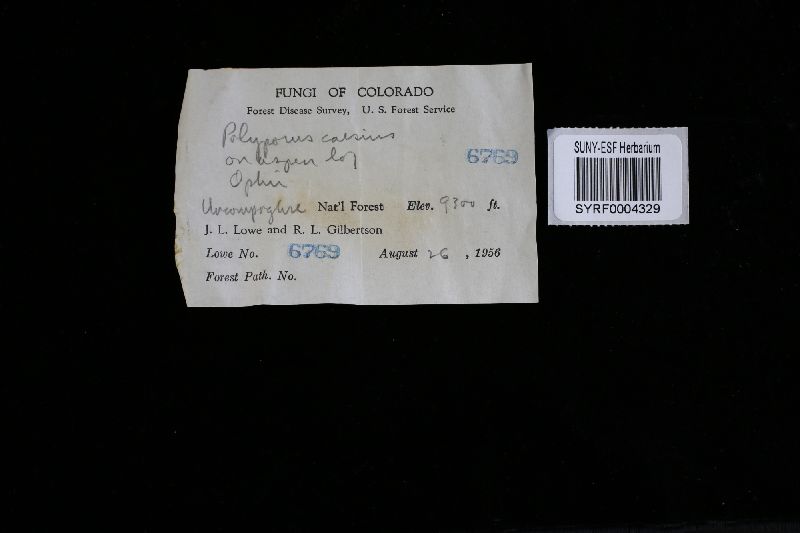 FUNGI OF COLORADO
Forest Disease Survey, U. S. Forest Service
Polyporus caesius
on aspen log
6769
Ophir
Uncompaghre Nat'l Forest Elev. 9300 ft.
J. L. Lowe and R. L. Gilbertson
Lowe No. 6769 August 26, 1956
Forest Path. No.
SUNY-ESF Herbarium
SYRF0004329